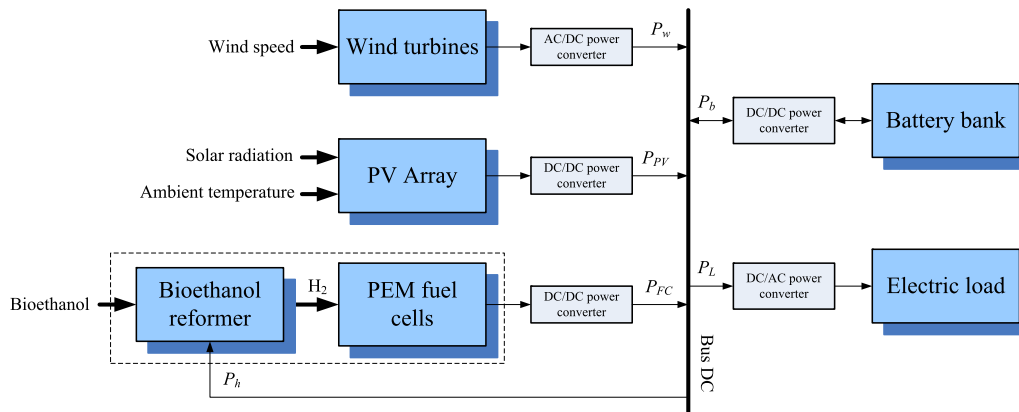 Wind speed
Wind turbines
AC/DC power
converter
P_w
Solar radiation
Ambient temperature
PV Array
DC/DC power
converter
P_PV
Bioethanol
Bioethanol
reformer
H₂
PEM fuel
cells
DC/DC power
converter
P_FC
P_h
Bus DC
P_b
DC/DC power
converter
Battery bank
P_L
DC/AC power
converter
Electric load